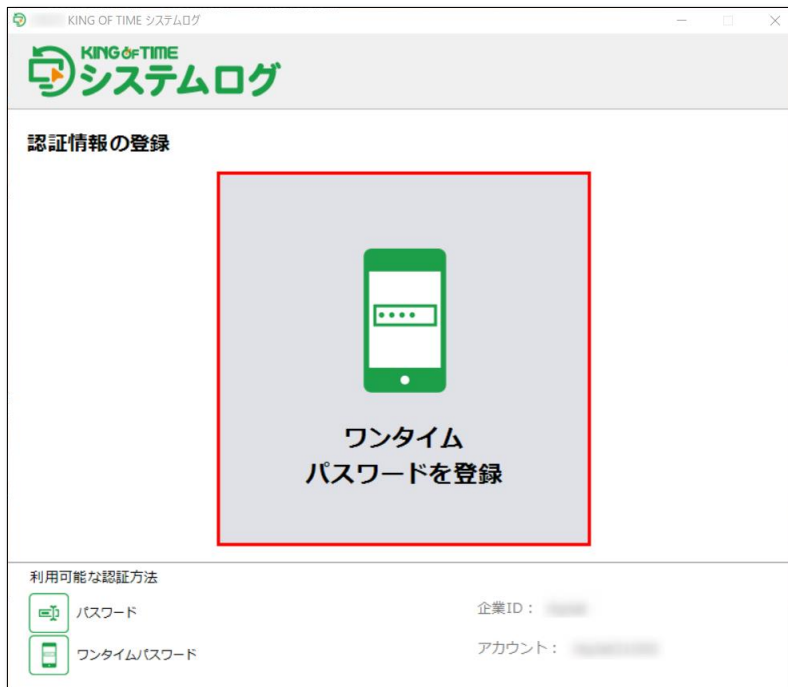 KING OF TIME システムログ
KING OF TIME
システムログ
認証情報の登録
ワンタイム
パスワードを登録
利用可能な認証方法
パスワード
企業ID：
ワンタイムパスワード
アカウント：